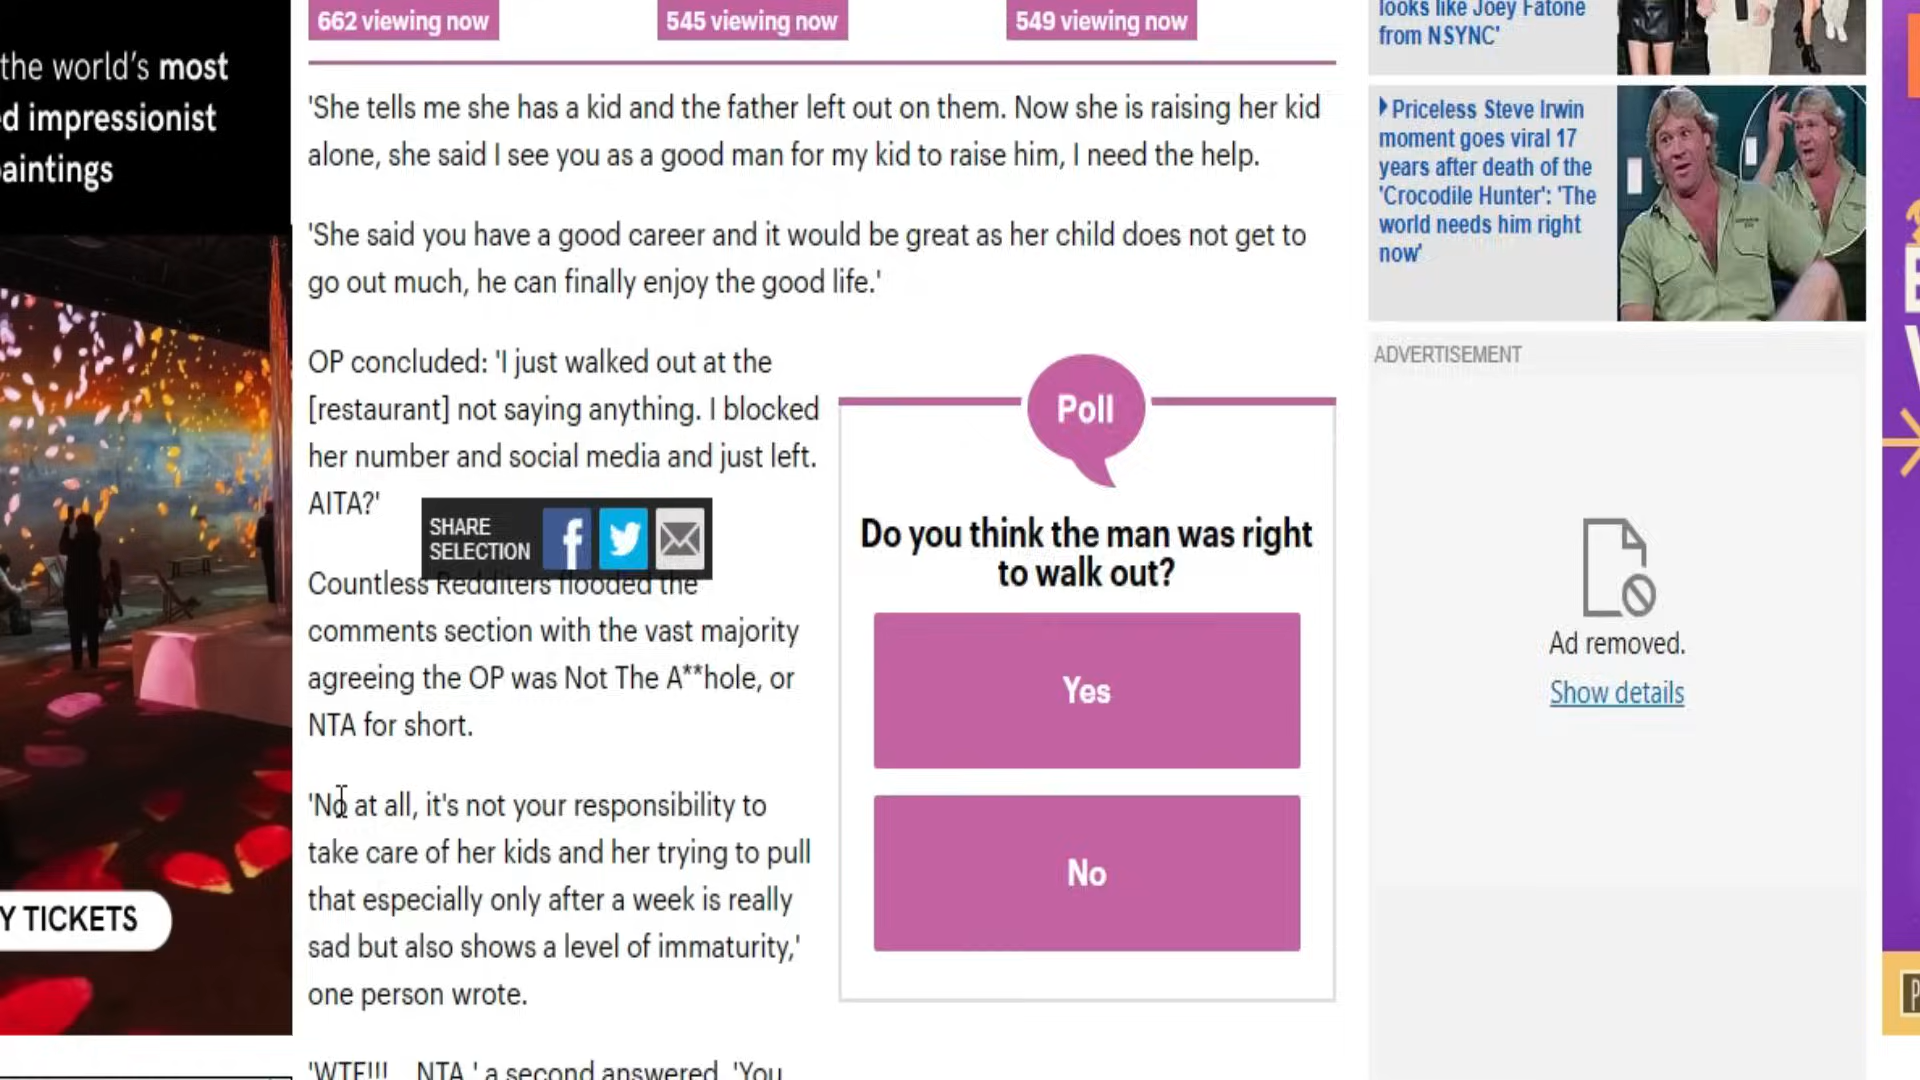 the world's most
d impressionist
aintings
Y TICKETS
662 viewing now
545 viewing now
549 viewing now
'She tells me she has a kid and the father left out on them. Now she is raising her kid
alone, she said I see you as a good man for my kid to raise him, I need the help.
'She said you have a good career and it would be great as her child does not get to
go out much, he can finally enjoy the good life.'
OP concluded: 'I just walked out at the
[restaurant] not saying anything. I blocked
her number and social media and just left.
AITA?'
SHARE
SELECTION
Countless Redditers flooded the
comments section with the vast majority
agreeing the OP was Not The A**hole, or
NTA for short.
'No at all, it's not your responsibility to
take care of her kids and her trying to pull
that especially only after a week is really
sad but also shows a level of immaturity,'
one person wrote.
'WTF!!!... NTA,' a second answered. 'You
Poll
Do you think the man was right
to walk out?
Yes
No
looks like Joey Fatone
from NSYNC'
Priceless Steve Irwin
moment goes viral 17
years after death of the
'Crocodile Hunter': 'The
world needs him right
now'
ADVERTISEMENT
Ad removed.
Show details